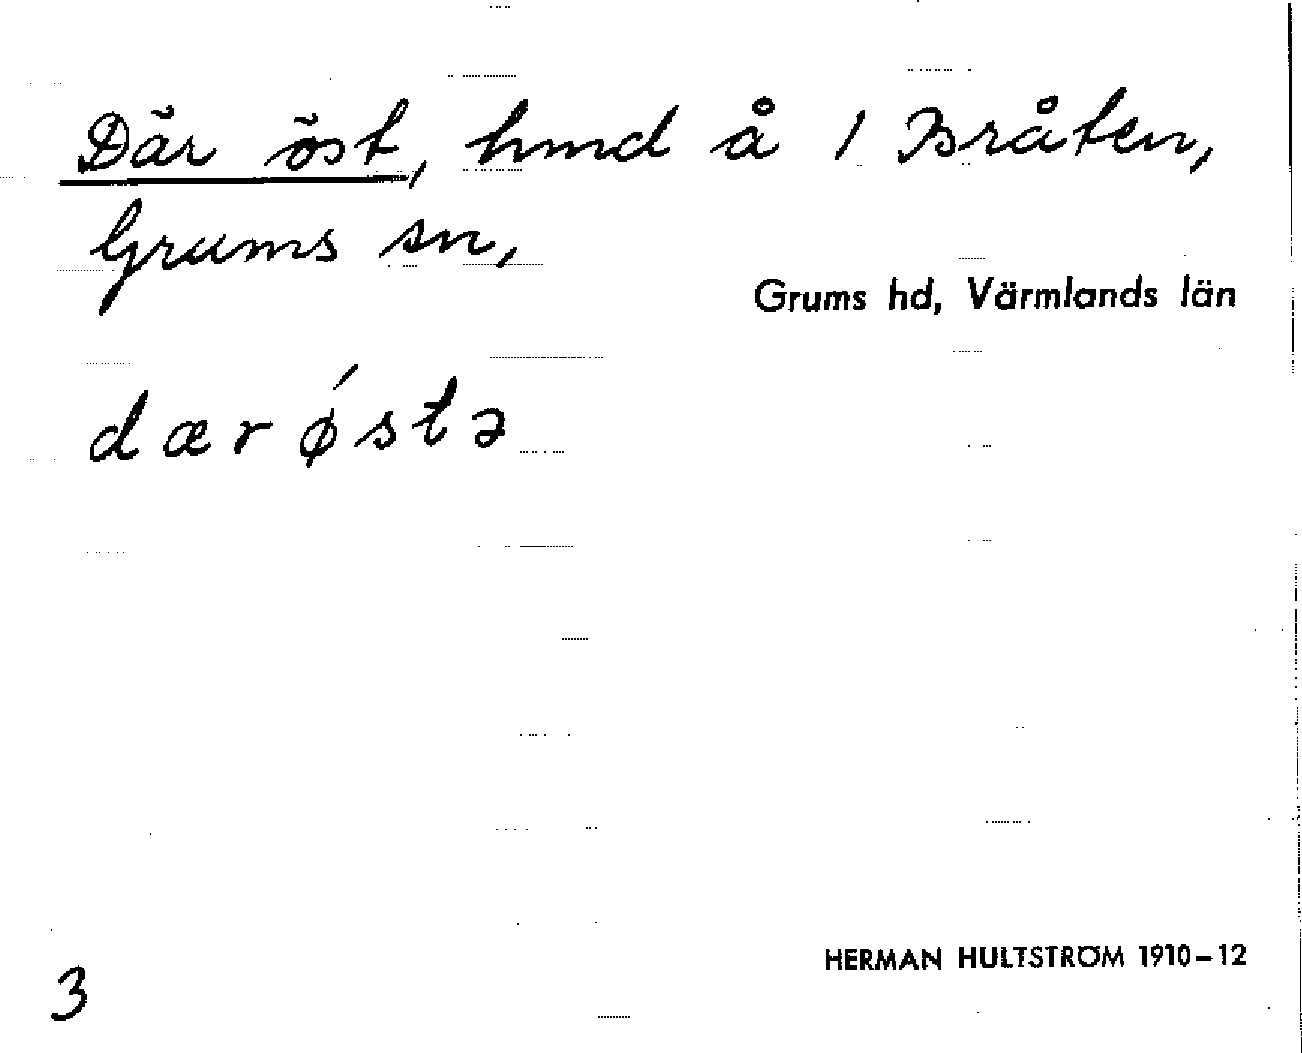 Där öst, hmd å 1 Bråten,
Grums sn,
Grums hd, Värmlands län
dærǿstə
3
HERMAN HULTSTRÖM 1910–12